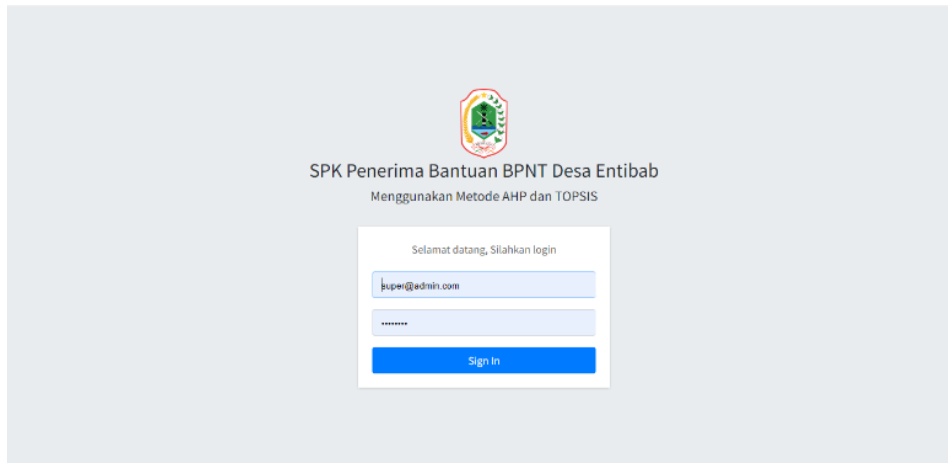 SPK Penerima Bantuan BPNT Desa Entibab
Menggunakan Metode AHP dan TOPSIS
Selamat datang, Silahkan login
super@admin.com
••••••••
Sign In